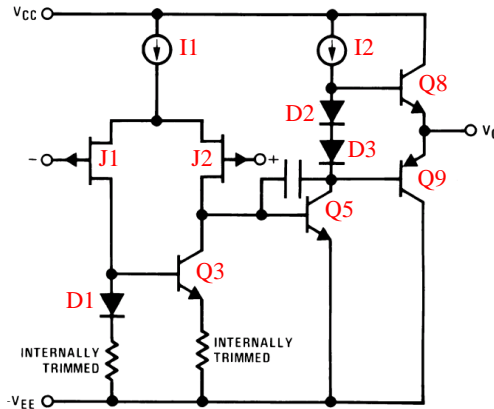 VCC
I1
I2
Q8
D2
D3
J1
J2
−
+
Q5
Q9
Q3
D1
INTERNALLY
TRIMMED
INTERNALLY
TRIMMED
-VEE